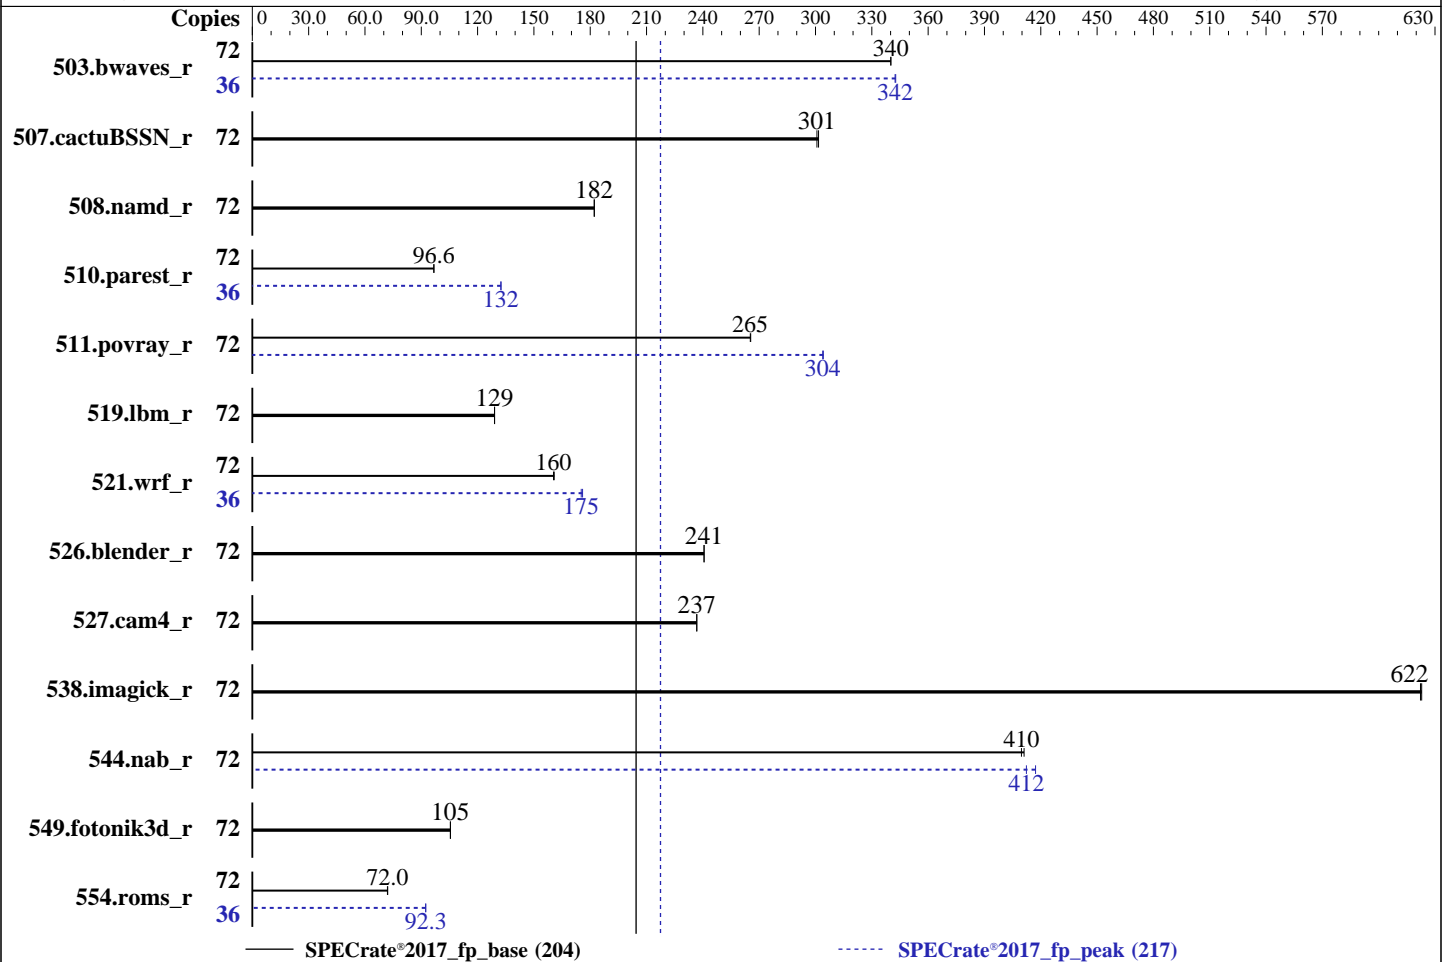 Copies 0 30.0 60.0 90.0 120 150 180 210 240 270 300 330 360 390 420 450 480 510 540 570 630
503.bwaves_r 72 340
36 342
507.cactuBSSN_r 72 301
508.namd_r 72 182
510.parest_r 72 96.6
36 132
511.povray_r 72 265
304
519.lbm_r 72 129
521.wrf_r 72 160
36 175
526.blender_r 72 241
527.cam4_r 72 237
538.imagick_r 72 622
544.nab_r 72 410
412
549.fotonik3d_r 72 105
554.roms_r 72 72.0
36 92.3
SPECrate®2017_fp_base (204) SPECrate®2017_fp_peak (217)